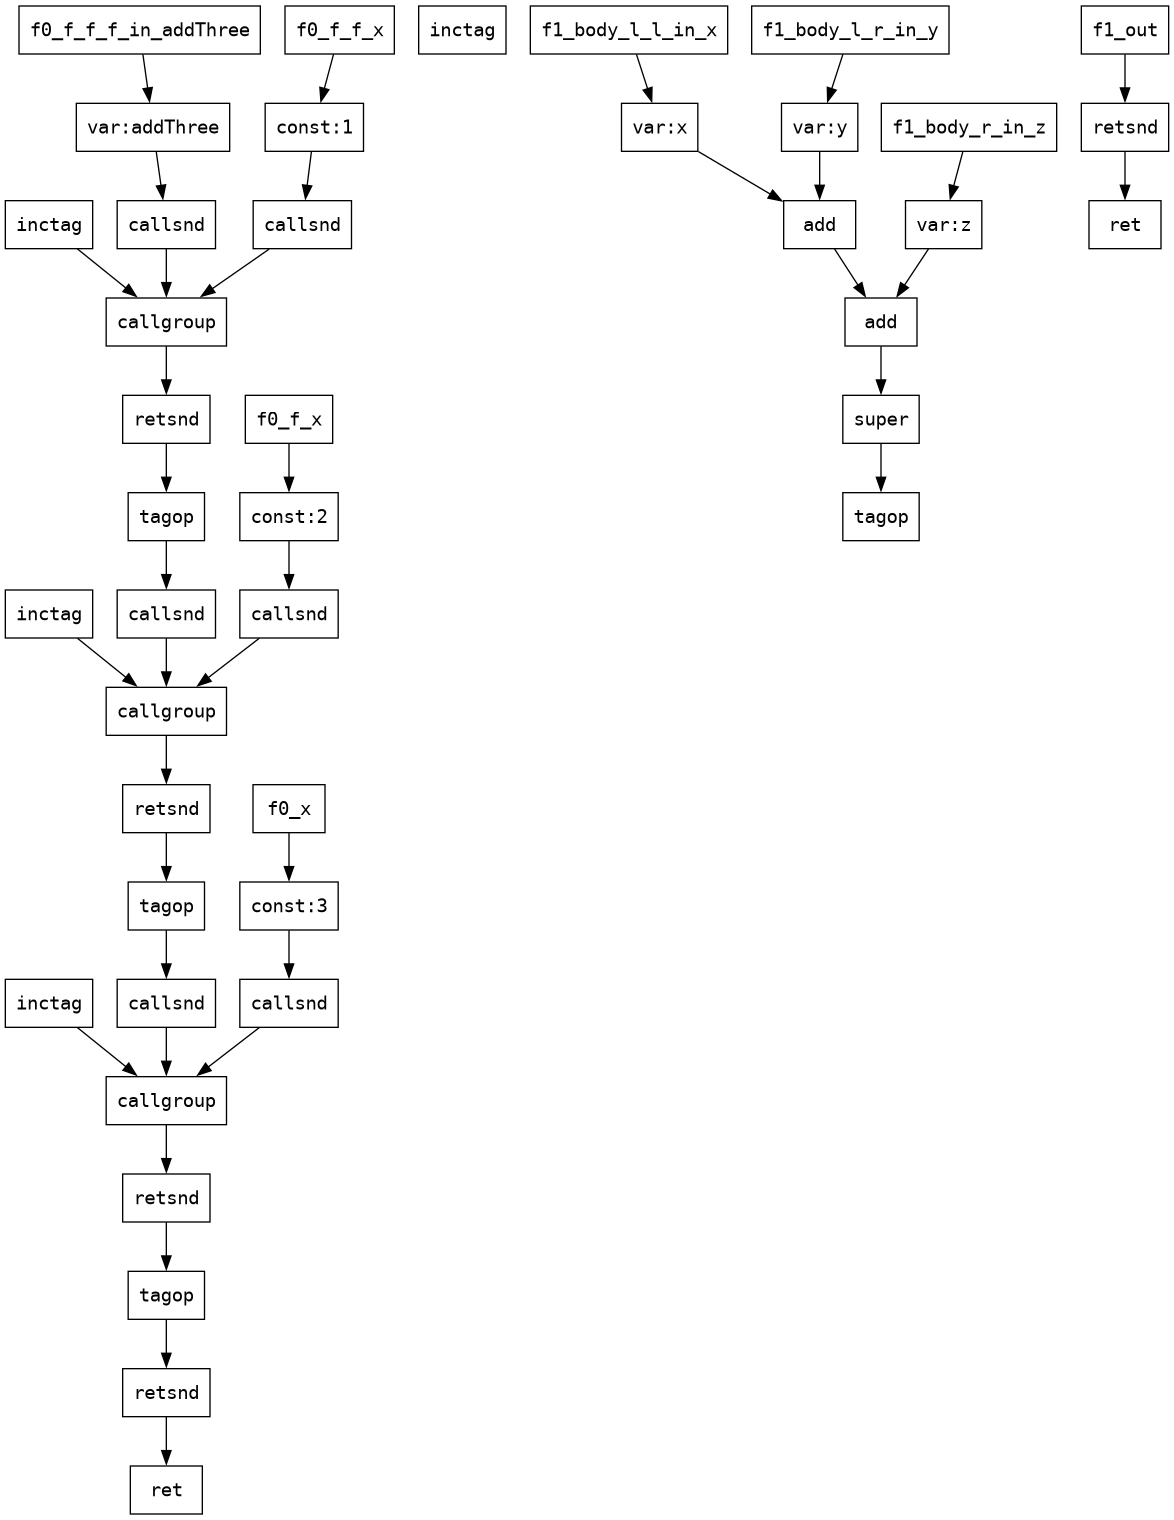 f0_f_f_f_in_addThree
f0_f_f_x
inctag
f1_body_l_l_in_x
f1_body_l_r_in_y
f1_out
var:addThree
const:1
var:x
var:y
f1_body_r_in_z
retsnd
inctag
callsnd
callsnd
add
var:z
ret
callgroup
add
retsnd
f0_f_x
super
tagop
const:2
tagop
inctag
callsnd
callsnd
callgroup
retsnd
f0_x
tagop
const:3
inctag
callsnd
callsnd
callgroup
retsnd
tagop
retsnd
ret